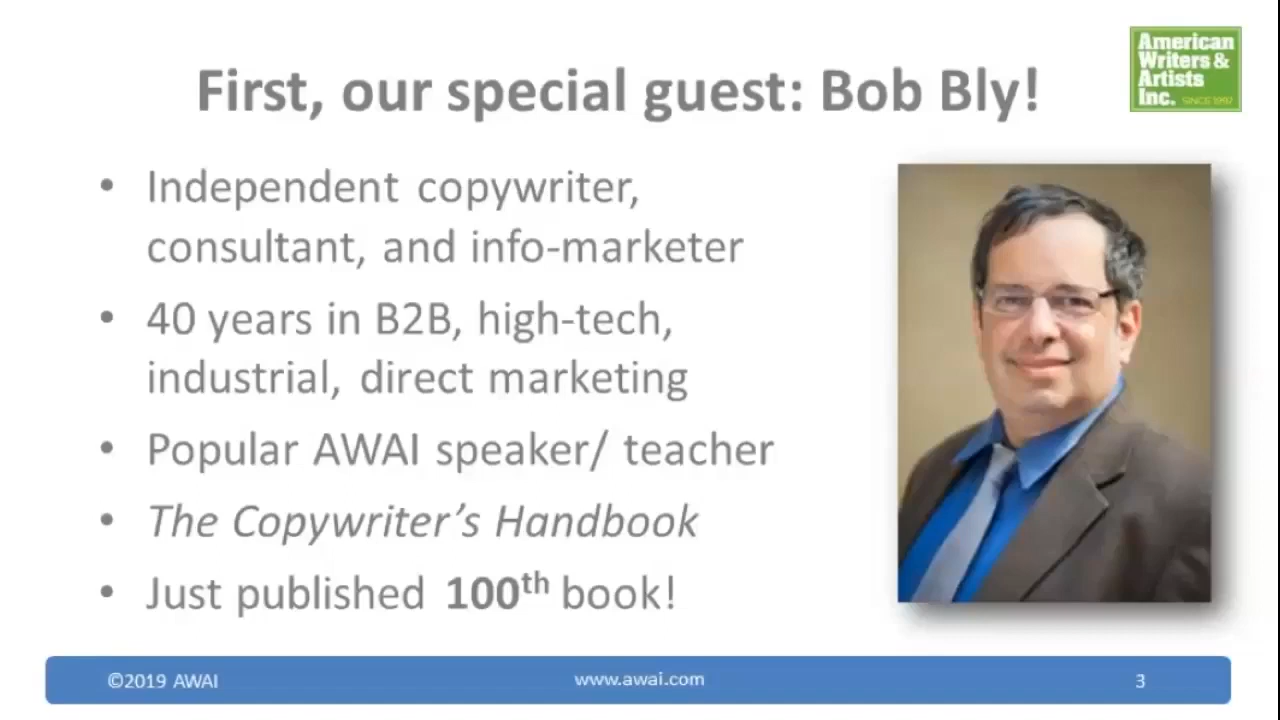 American
Writers &
Artists
Inc. SINCE 1997
First, our special guest: Bob Bly!
• Independent copywriter,
consultant, and info-marketer
• 40 years in B2B, high-tech,
industrial, direct marketing
• Popular AWAI speaker/ teacher
• The Copywriter's Handbook
• Just published 100th book!
©2019 AWAI
www.awai.com
3